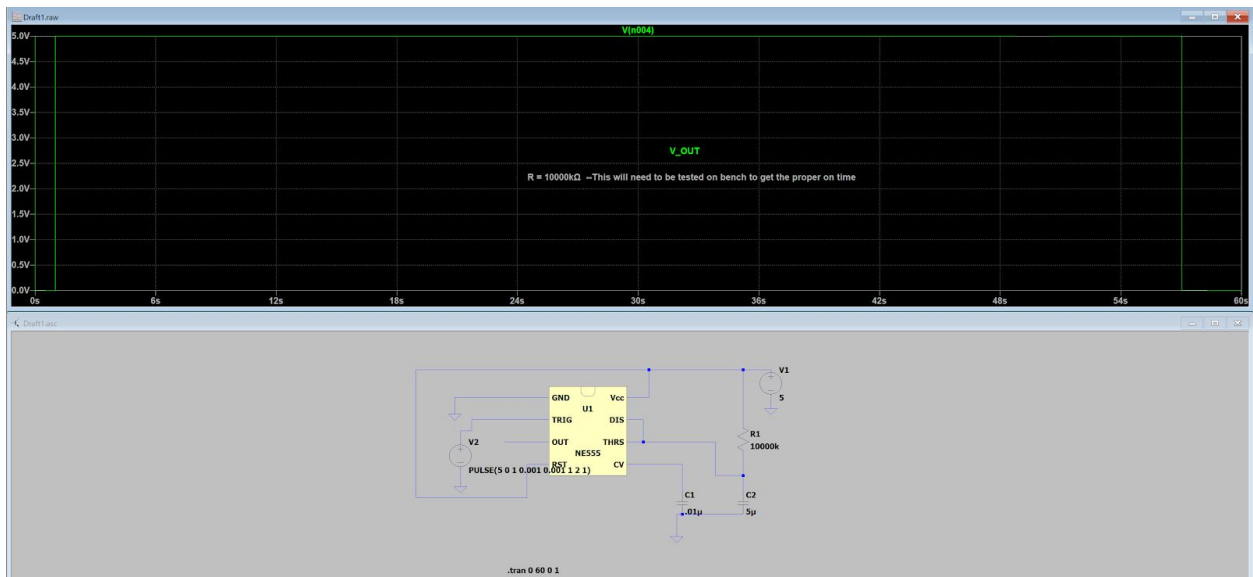 Draft1.raw
V(n004)
5.0V
4.5V
4.0V
3.5V
3.0V
2.5V
2.0V
1.5V
1.0V
0.5V
0.0V
V_OUT
R = 10000kΩ --This will need to be tested on bench to get the proper on time
0s 6s 12s 18s 24s 30s 36s 42s 48s 54s 60s
Draft1.asc
V1
5
GND Vcc
U1
TRIG DIS
R1
10000k
V2
OUT THRS
NE555
RST CV
PULSE(5 0 1 0.001 0.001 1 2 1)
C1
.01µ
C2
5µ
.tran 0 60 0 1